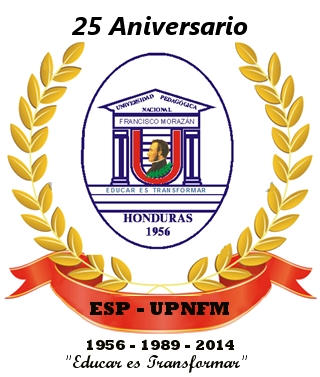 25 Aniversario
UNIVERSIDAD PEDAGÓGICA
NACIONAL
FRANCISCO MORAZÁN
U
EDUCAR ES TRANSFORMAR
HONDURAS
1956
ESP - UPNFM
1956 - 1989 - 2014
"Educar es Transformar"